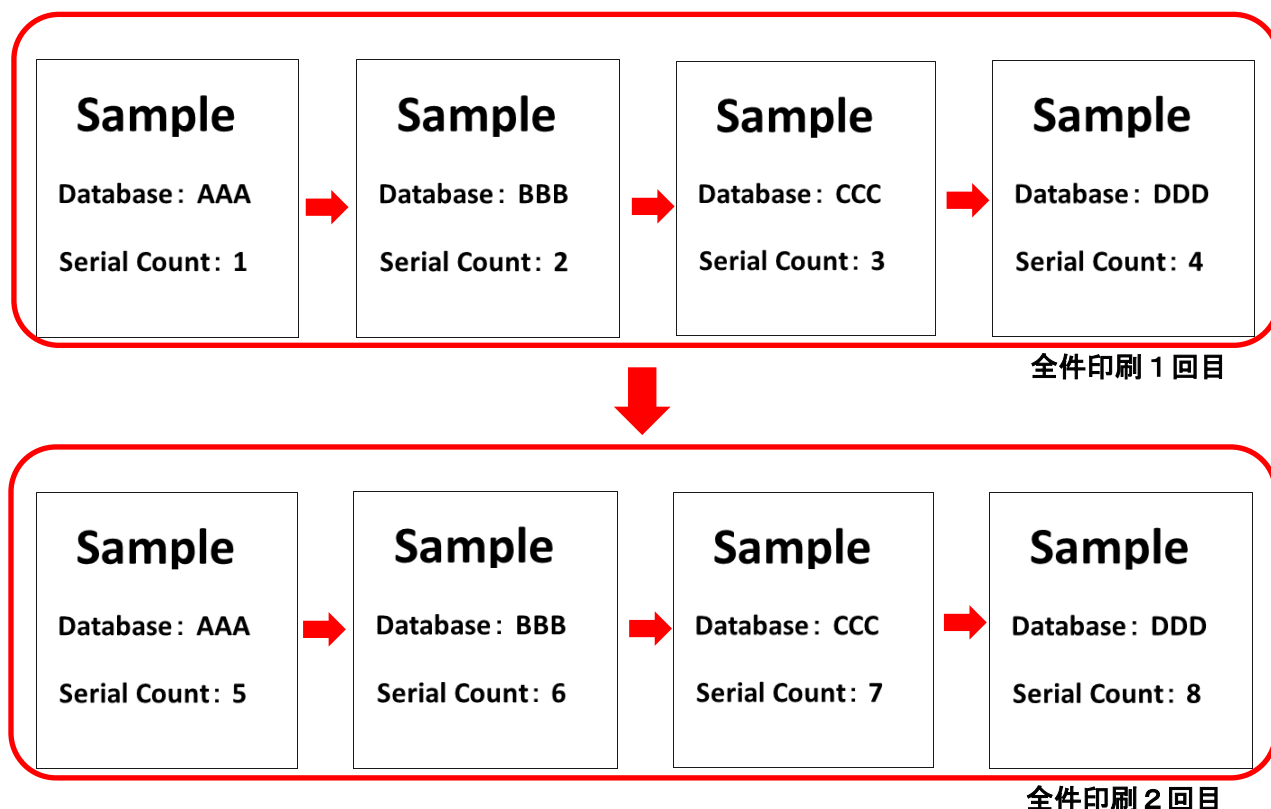 Sample
Database： AAA
Serial Count： 1
Sample
Database： BBB
Serial Count： 2
Sample
Database： CCC
Serial Count： 3
Sample
Database： DDD
Serial Count： 4
全件印刷１回目
Sample
Database： AAA
Serial Count： 5
Sample
Database： BBB
Serial Count： 6
Sample
Database： CCC
Serial Count： 7
Sample
Database： DDD
Serial Count： 8
全件印刷２回目